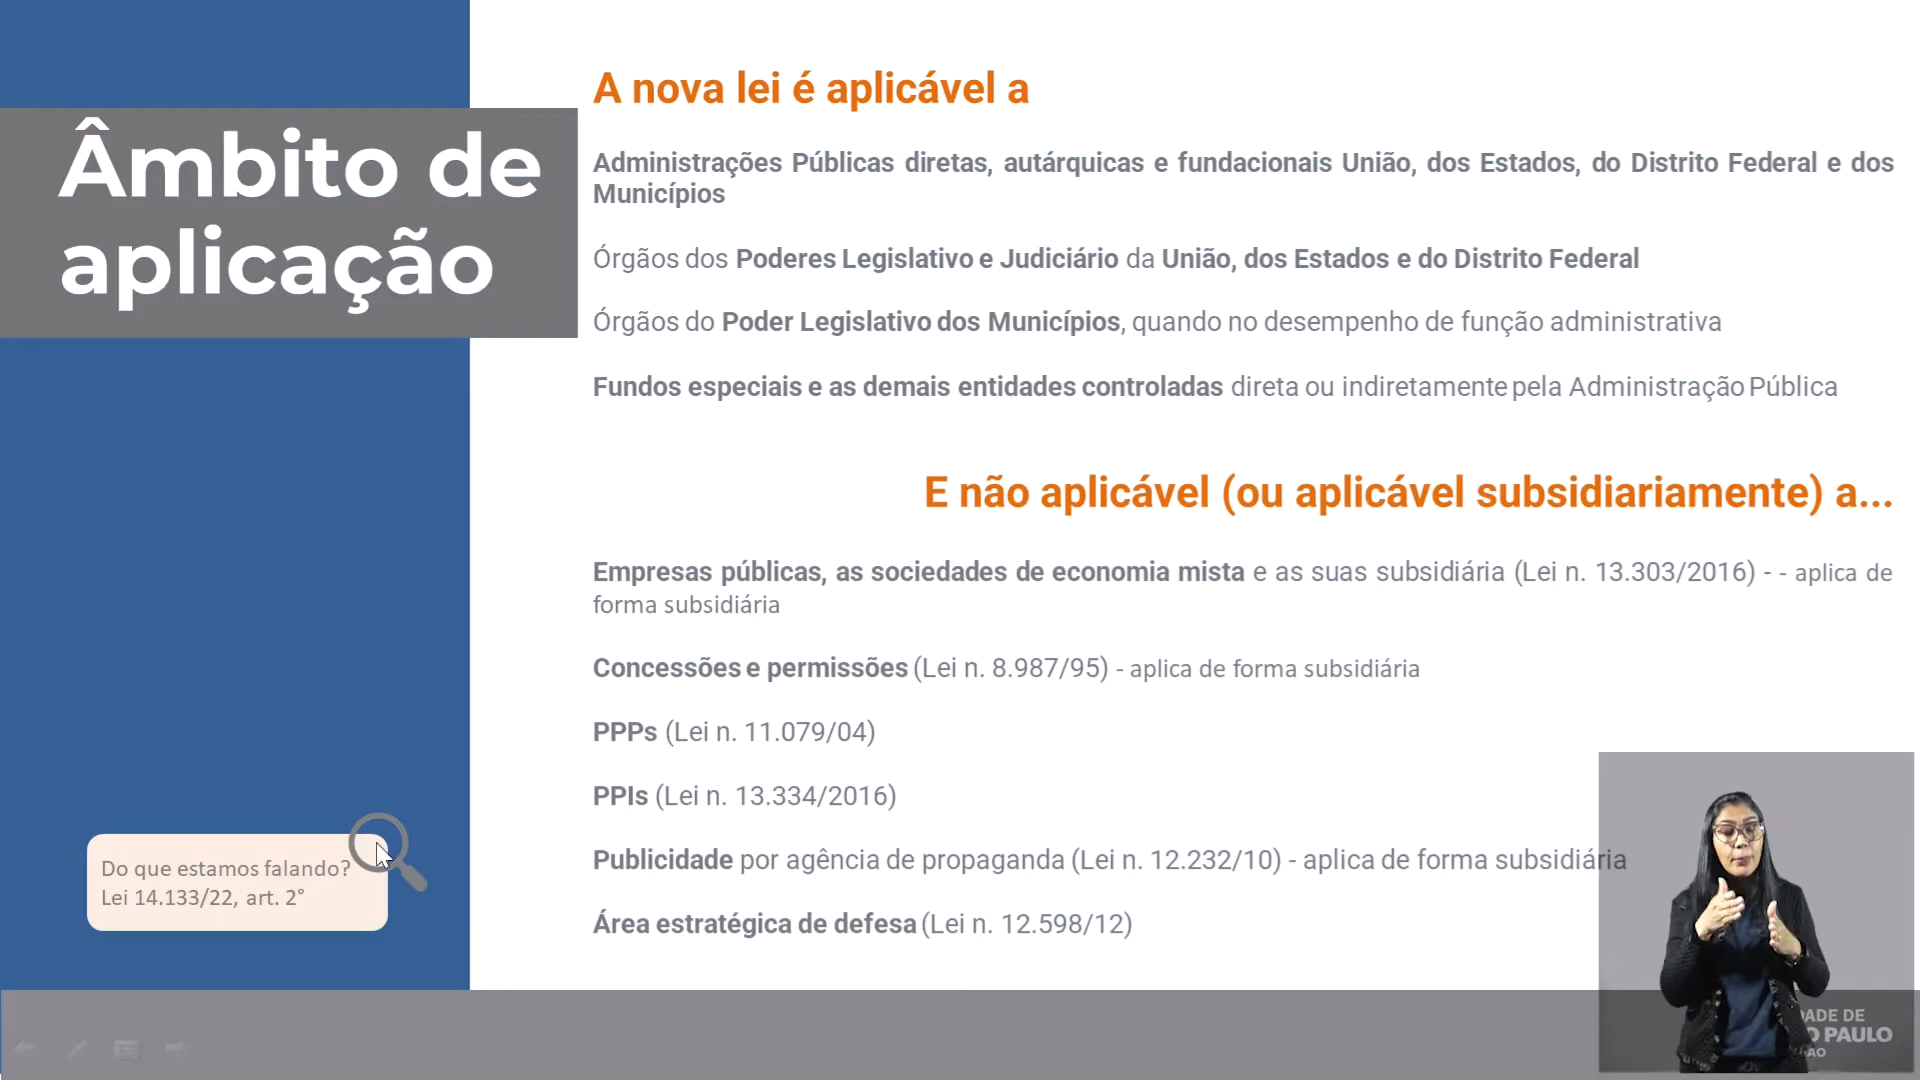 Âmbito de
aplicação
A nova lei é aplicável a
Administrações Públicas diretas, autárquicas e fundacionais União, dos Estados, do Distrito Federal e dos
Municípios
Órgãos dos Poderes Legislativo e Judiciário da União, dos Estados e do Distrito Federal
Órgãos do Poder Legislativo dos Municípios, quando no desempenho de função administrativa
Fundos especiais e as demais entidades controladas direta ou indiretamente pela Administração Pública
E não aplicável (ou aplicável subsidiariamente) a...
Empresas públicas, as sociedades de economia mista e as suas subsidiária (Lei n. 13.303/2016) - - aplica de
forma subsidiária
Concessões e permissões (Lei n. 8.987/95) - aplica de forma subsidiária
PPPs (Lei n. 11.079/04)
PPIs (Lei n. 13.334/2016)
Publicidade por agência de propaganda (Lei n. 12.232/10) - aplica de forma subsidiária
Área estratégica de defesa (Lei n. 12.598/12)
Do que estamos falando?
Lei 14.133/22, art. 2°
DADE DE
O PAULO